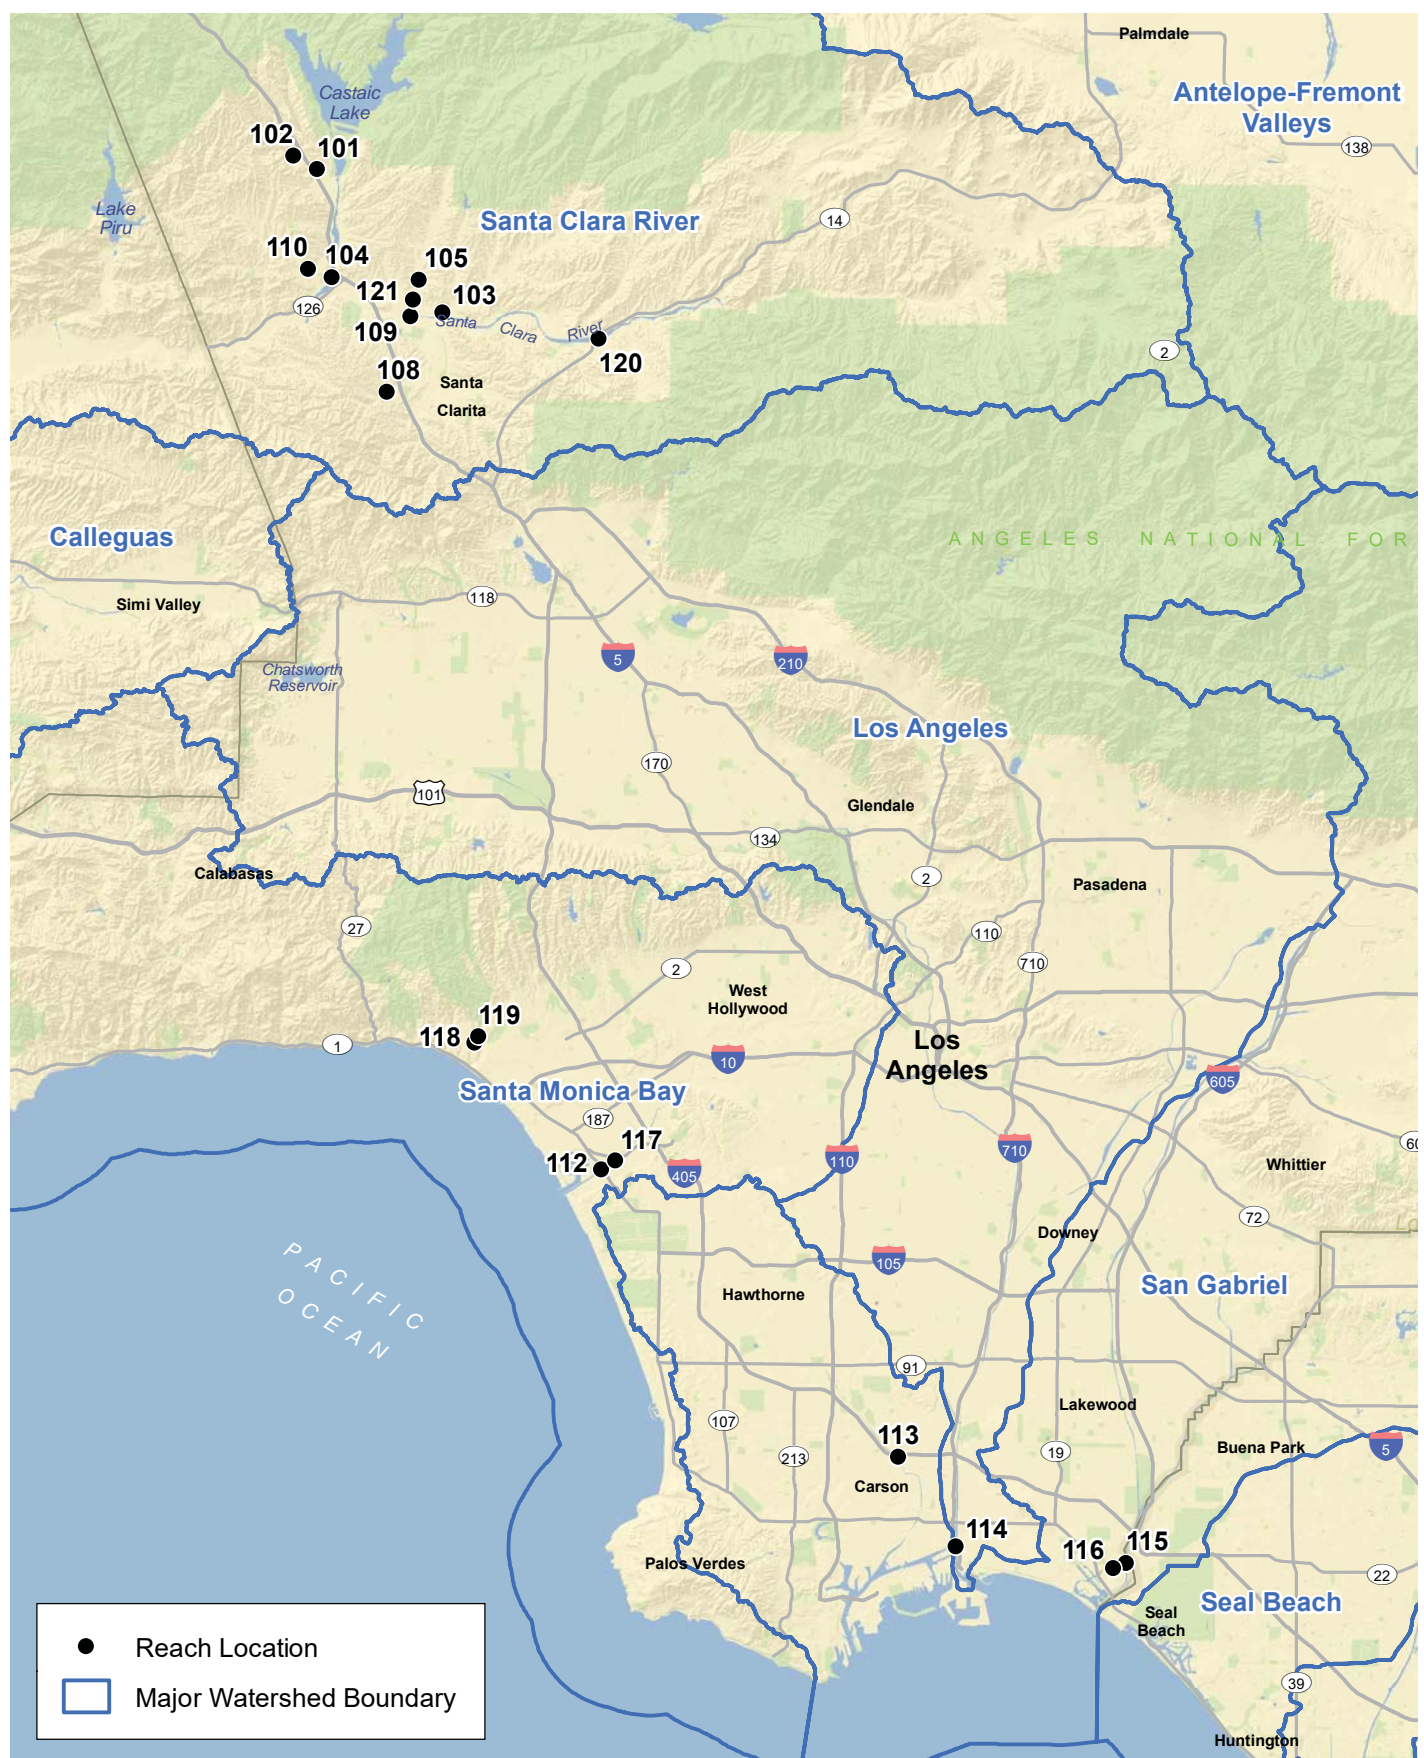 Palmdale
Antelope-Fremont
Valleys
138
Castaic
Lake
102
101
Lake
Piru
Santa Clara River
14
110
104
105
121
103
126
109
Santa
Clara
River
120
2
108
Santa
Clarita
Calleguas
ANGELES NATIONAL FOR
Simi Valley
118
Chatsworth
Reservoir
5
210
Los Angeles
170
101
Glendale
134
Calabasas
2
Pasadena
27
110
710
2
West
Hollywood
119
118
1
10
Los
Angeles
605
Santa Monica Bay
187
117
112
405
110
710
60
Whittier
72
Downey
PACIFIC
OCEAN
105
San Gabriel
Hawthorne
91
Lakewood
107
113
213
19
Buena Park
5
Carson
114
116
115
Palos Verdes
22
Seal Beach
Seal
Beach
Reach Location
Major Watershed Boundary
39
Huntington